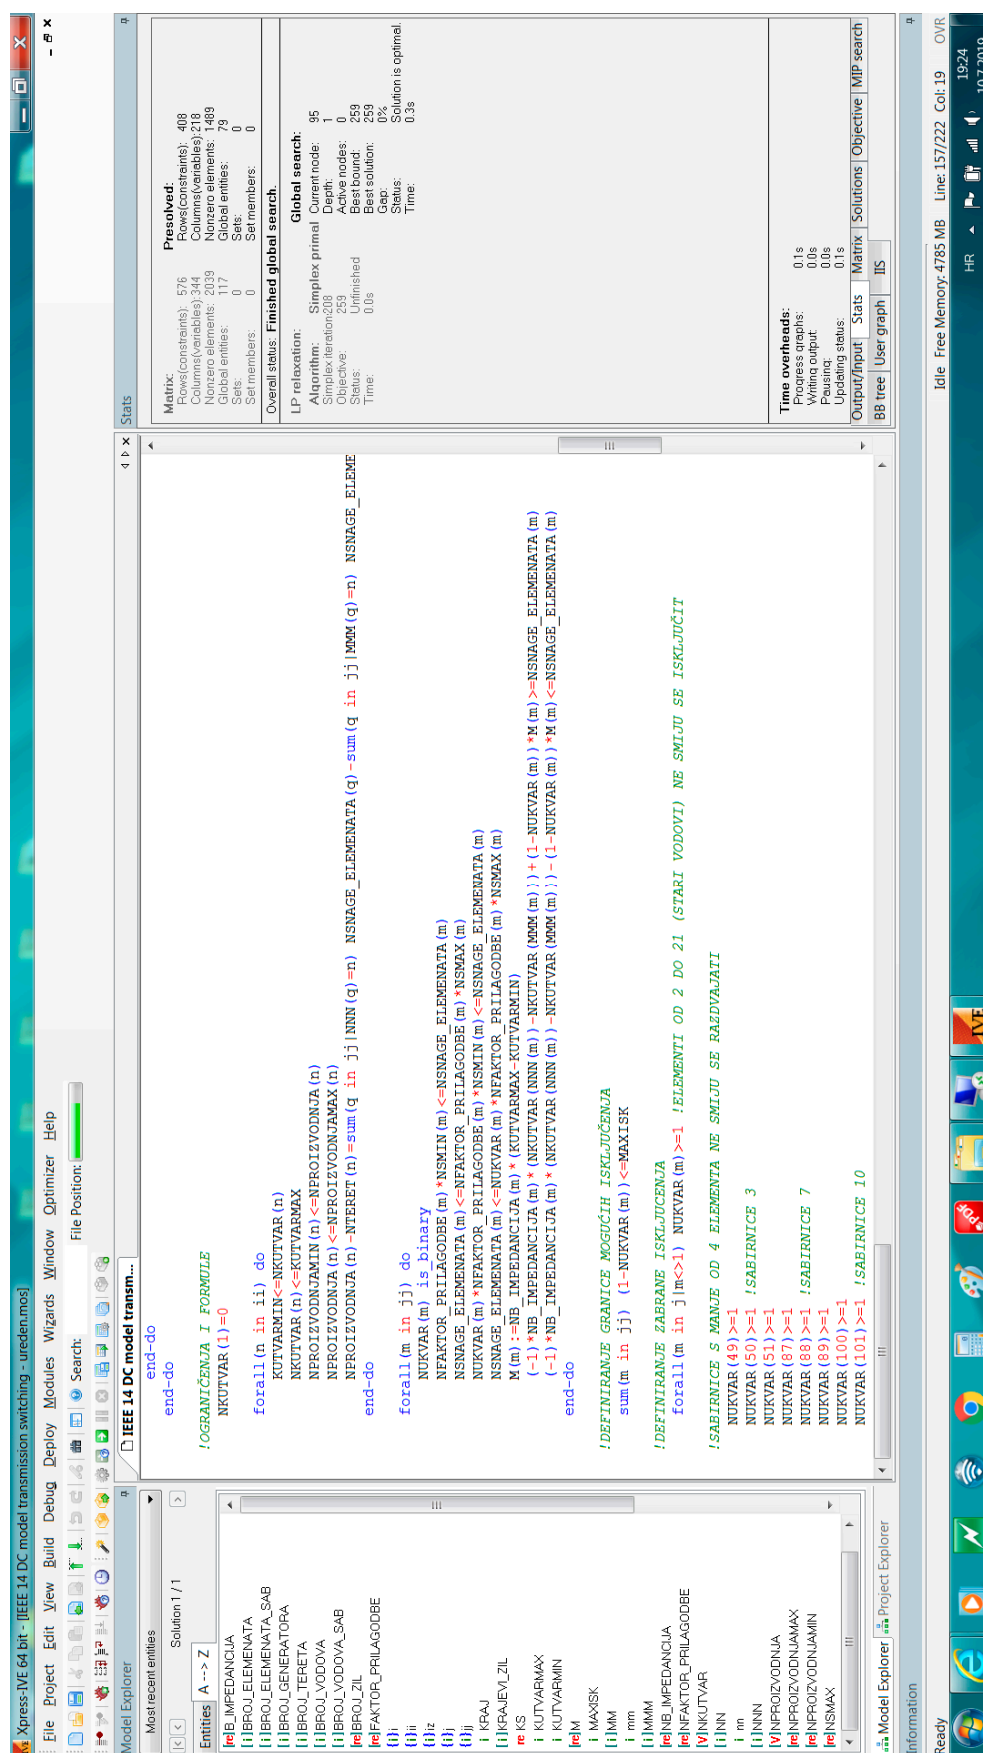 Xpress-IVE 64 bit - [IEEE 14 DC model transmission switching - ureden.mos]
File Project Edit View Build Debug Deploy Modules Wizards Window Optimizer Help
Search:
File Position:
Model Explorer
Most recent entities
Solution 1 / 1
Entities A ---> Z
[re]B_IMPEDANCIJA
[i]BROJ_ELEMENATA
[i]BROJ_ELEMENATA_SAB
[i]BROJ_GENERATORA
[i]BROJ_TERETA
[i]BROJ_VODOVA
[i]BROJ_VODOVA_SAB
[re]BROJ_ZIL
[re]FAKTOR_PRILAGODBE
{i}i
{i}ii
{i}iz
{i}j
{i}jj
i KRAJ
[i]KRAJEVI_ZIL
re KS
i KUTVARMAX
i KUTVARMIN
[re]M
i MAXISK
[i]MM
i mm
[i]MMM
[re]NB_IMPEDANCIJA
[re]NFAKTOR_PRILAGODBE
[V]NKUTVAR
[i]NN
i nn
[i]NNN
[V]NPROIZVODNJA
[re]NPROIZVODNJAMAX
[re]NPROIZVODNJAMIN
[re]NSMAX
Model Explorer Project Explorer
IEEE 14 DC model transm...
end-do
end-do
!OGRANIČENJA I FORMULE
NKUTVAR(1)=0
forall(n in ii) do
KUTVARMIN<=NKUTVAR(n)
NKUTVAR(n)<=KUTVARMAX
NPROIZVODNJAMIN(n)<=NPROIZVODNJA(n)
NPROIZVODNJA(n)<=NPROIZVODNJAMAX(n)
NPROIZVODNJA(n)-NTERET(n)=sum(q in jj|NNN(q)=n) NSNAGE_ELEMENATA(q)-sum(q in jj|MMM(q)=n) NSNAGE_ELEME
end-do
forall(m in jj) do
NUKVAR(m) is_binary
NFAKTOR_PRILAGODBE(m)*NSMIN(m)<=NSNAGE_ELEMENATA(m)
NSNAGE_ELEMENATA(m)<=NFAKTOR_PRILAGODBE(m)*NSMAX(m)
NUKVAR(m)*NFAKTOR_PRILAGODBE(m)*NSMIN(m)<=NSNAGE_ELEMENATA(m)
NSNAGE_ELEMENATA(m)<=NUKVAR(m)*NFAKTOR_PRILAGODBE(m)*NSMAX(m)
M(m):=NB_IMPEDANCIJA(m)*(KUTVARMAX-KUTVARMIN)
(-1)*NB_IMPEDANCIJA(m)*(NKUTVAR(NNN(m))-NKUTVAR(MMM(m)))+(1-NUKVAR(m))*M(m)>=NSNAGE_ELEMENATA(m)
(-1)*NB_IMPEDANCIJA(m)*(NKUTVAR(NNN(m))-NKUTVAR(MMM(m)))-(1-NUKVAR(m))*M(m)<=NSNAGE_ELEMENATA(m)
end-do
!DEFINIRANJE GRANICE MOGUĆIH ISKLJUČENJA
sum(m in jj) (1-NUKVAR(m))<=MAXISK
!DEFINIRANJE ZABRANE ISKLJUCENJA
forall(m in j|m<>1) NUKVAR(m)>=1 !ELEMENTI OD 2 DO 21 (STARI VODOVI) NE SMIJU SE ISKLJUČIT
!SABIRNICE S MANJE OD 4 ELEMENTA NE SMIJU SE RAZDVAJATI
NUKVAR(49)>=1
NUKVAR(50)>=1 !SABIRNICE 3
NUKVAR(51)>=1
NUKVAR(87)>=1
NUKVAR(88)>=1 !SABIRNICE 7
NUKVAR(89)>=1
NUKVAR(100)>=1
NUKVAR(101)>=1 !SABIRNICE 10
Stats
Matrix:
Rows(constraints): 576
Columns(variables): 344
Nonzero elements: 2039
Global entities: 117
Sets: 0
Set members: 0
Presolved:
Rows(constraints): 408
Columns(variables): 218
Nonzero elements: 1489
Global entities: 79
Sets: 0
Set members: 0
Overall status: Finished global search.
LP relaxation:
Algorithm: Simplex primal
Simplex iteration: 208
Objective: 259
Status: Unfinished
Time: 0.0s
Global search:
Current node: 95
Depth: 1
Active nodes: 0
Best bound: 259
Best solution: 259
Gap: 0%
Status: Solution is optimal.
Time: 0.3s
Time overheads:
Progress graphs: 0.1s
Writing output: 0.0s
Pausing: 0.0s
Updating status: 0.1s
Output/Input Stats Matrix Solutions Objective MIP search
BB tree User graph IIS
Information
Ready
Idle Free Memory: 4785 MB Line: 157/222 Col: 19 OVR
PDF
IVE
HR
19:24
10.7.2019